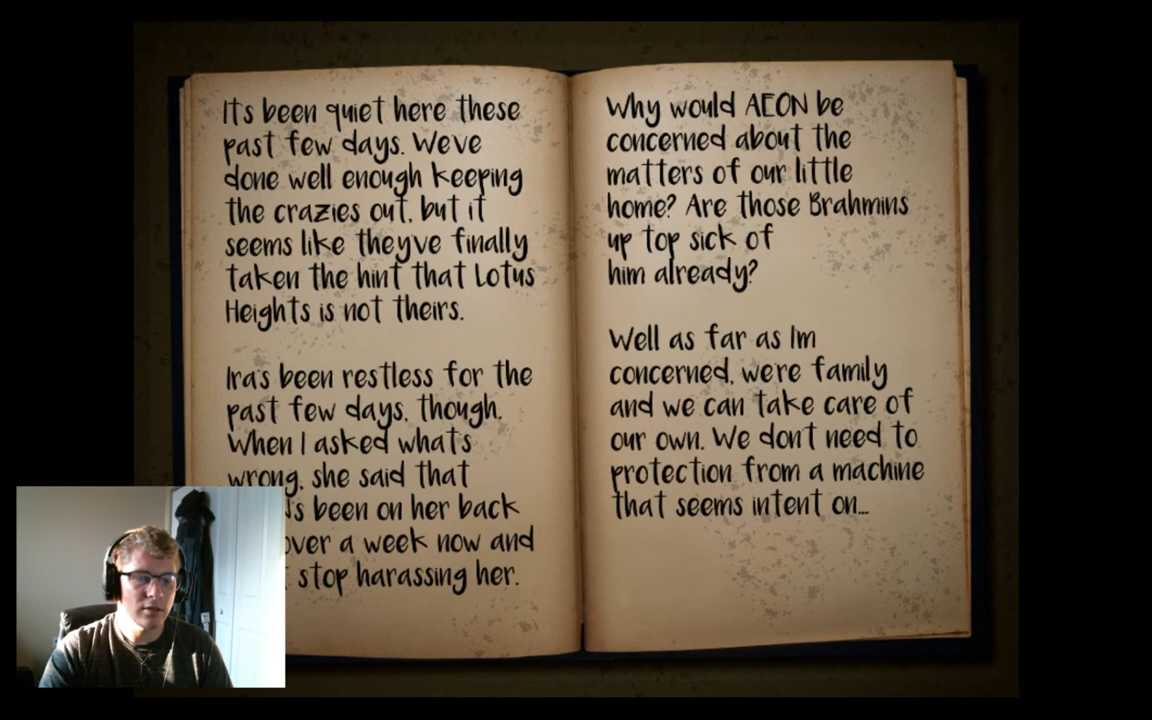 Its been quiet here these
past few days. Weve
done well enough keeping
the crazies out, but it
seems like theyve finally
taken the hint that Lotus
Heights is not theirs.
Ira's been restless for the
past few days, though.
When I asked whats
wrong, she said that
been on her back
over a week now and
stop harassing her.
Why would AEON be
concerned about the
matters of our little
home? Are those Brahmins
up top sick of
him already?
Well as far as Im
concerned, were family
and we can take care of
our own. We dont need to
protection from a machine
that seems intent on...